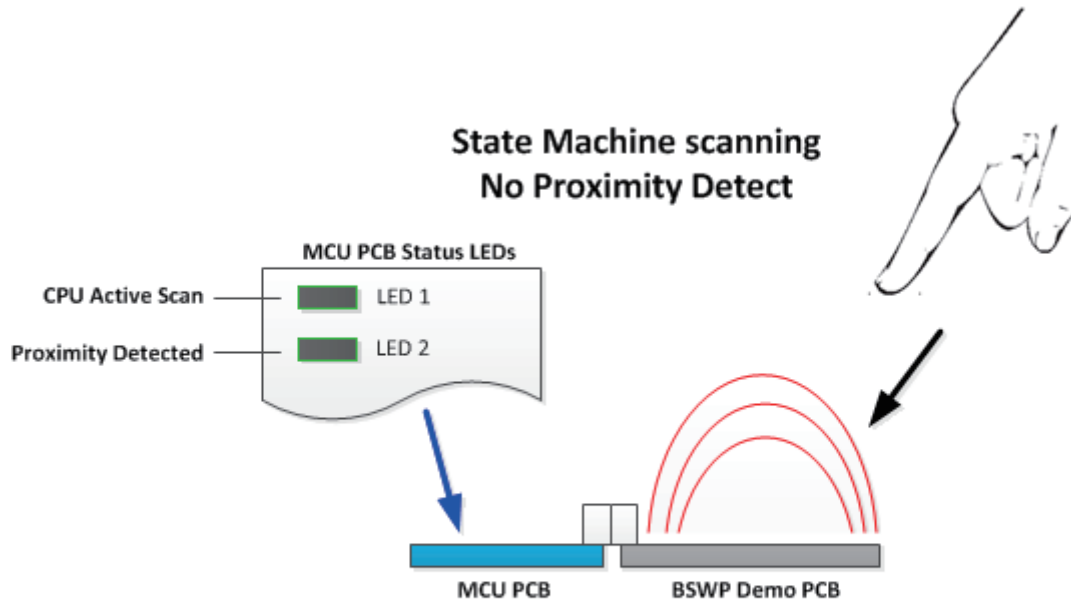 State Machine scanning
No Proximity Detect
MCU PCB Status LEDs
CPU Active Scan
LED 1
Proximity Detected
LED 2
MCU PCB
BSWP Demo PCB